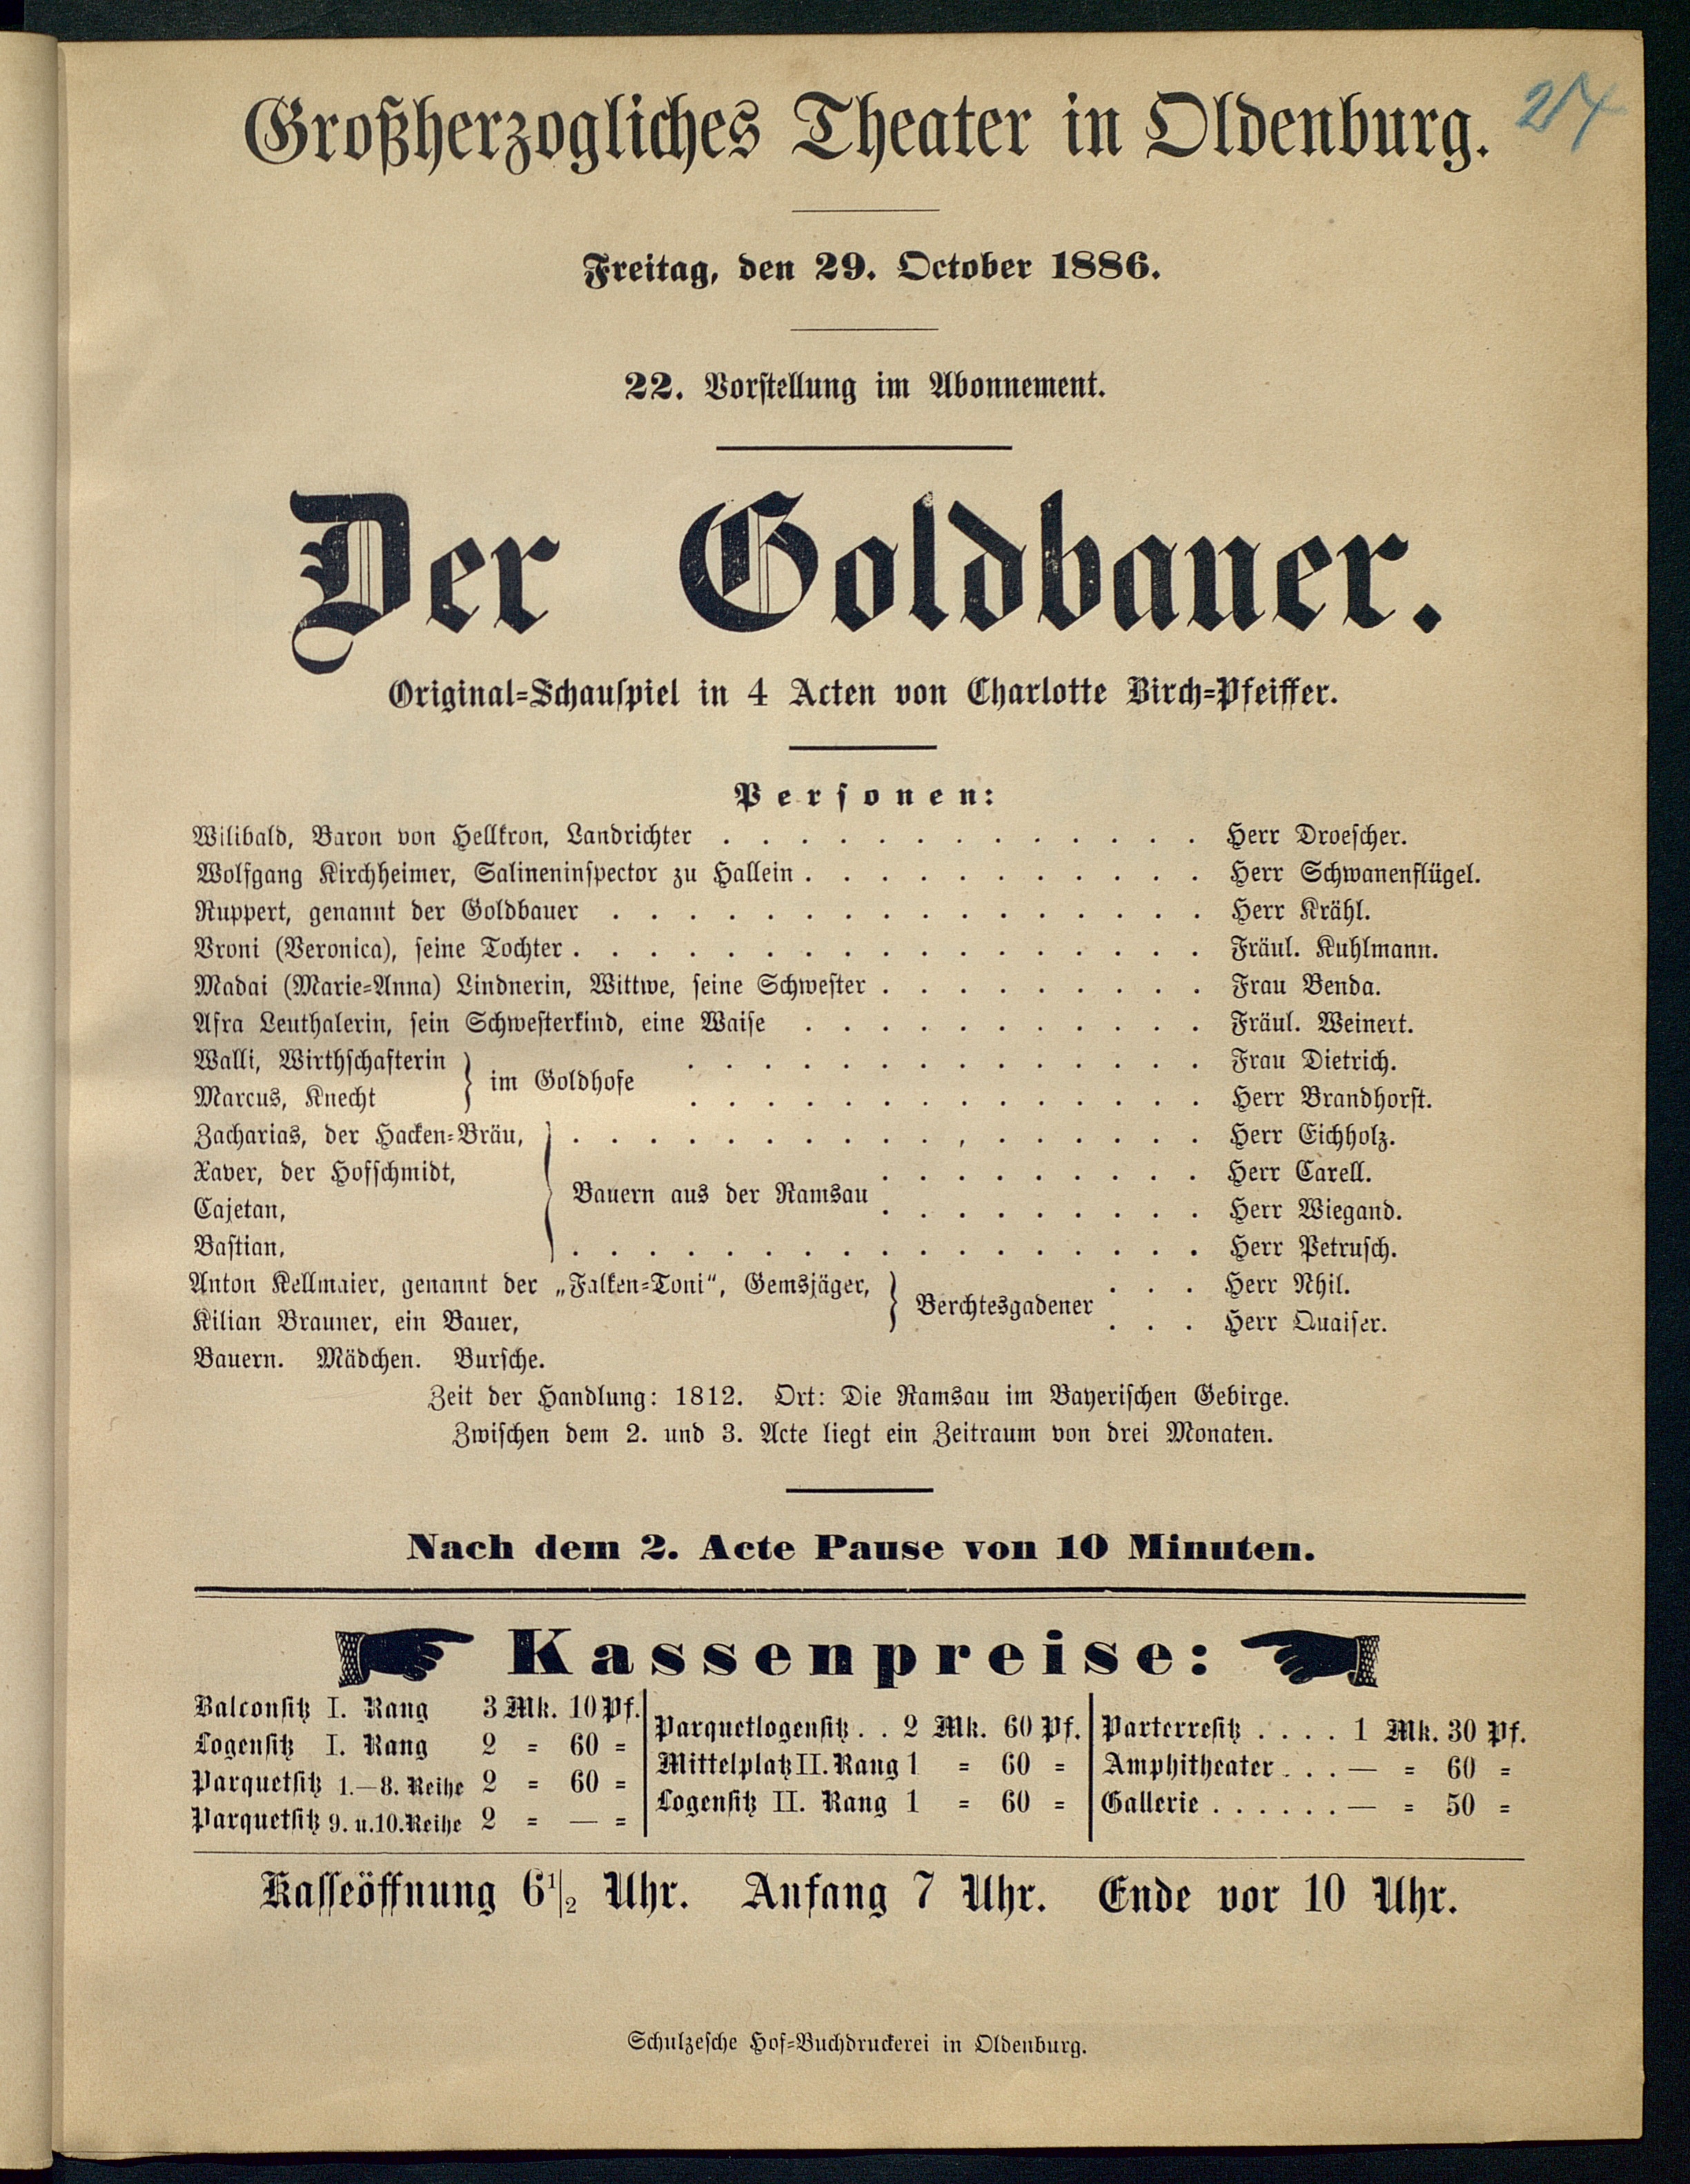 Großherzogliches Theater in Oldenburg.
Freitag, den 29. October 1886.
22. Vorstellung im Abonnement.
Der Goldbauer.
Original-Schauspiel in 4 Acten von Charlotte Birch-Pfeiffer.
Personen:
Wilibald, Baron von Hellkron, Landrichter . . . . . . . . . . . . . Herr Droescher.
Wolfgang Kirchheimer, Salineninspector zu Hallein . . . . . . . . . . . Herr Schwanenflügel.
Ruppert, genannt der Goldbauer . . . . . . . . . . . . . . . . Herr Krähl.
Vroni (Veronica), seine Tochter . . . . . . . . . . . . . . . . . Fräul. Kuhlmann.
Madai (Marie-Anna) Lindnerin, Wittwe, seine Schwester . . . . . . . . . Frau Benda.
Afra Leuthalerin, sein Schwesterkind, eine Waise . . . . . . . . . . . Fräul. Weinert.
Walli, Wirthschafterin } im Goldhofe . . . . . . . . . . . . . . Frau Dietrich.
Marcus, Knecht . . . . . . . . . . . . . . Herr Brandhorst.
Zacharias, der Hacken-Bräu, . . . . . . . . . . . . . . . . . Herr Eichholz.
Xaver, der Hofschmidt, } Bauern aus der Ramsau . . . . . . . . . Herr Carell.
Cajetan, . . . . . . . . . Herr Wiegand.
Bastian, . . . . . . . . . . . . . . . . . Herr Petrusch.
Anton Kellmaier, genannt der „Falken-Toni“, Gemsjäger, } Berchtesgadener . . . Herr Nhil.
Kilian Brauner, ein Bauer, . . . Herr Quaiser.
Bauern. Mädchen. Bursche.
Zeit der Handlung: 1812. Ort: Die Ramsau im Bayerischen Gebirge.
Zwischen dem 2. und 3. Acte liegt ein Zeitraum von drei Monaten.
Nach dem 2. Acte Pause von 10 Minuten.
Kassenpreise:
Balconsitz I. Rang 3 Mk. 10 Pf.
Logensitz I. Rang 2 = 60 =
Parquetsitz 1.—8. Reihe 2 = 60 =
Parquetsitz 9. u. 10. Reihe 2 = — =
Parquetlogensitz . . 2 Mk. 60 Pf.
Mittelplatz II. Rang 1 = 60 =
Logensitz II. Rang 1 = 60 =
Parterresitz . . . . 1 Mk. 30 Pf.
Amphitheater . . . — = 60 =
Gallerie . . . . . . — = 50 =
Kasseöffnung 6 1/2 Uhr. Anfang 7 Uhr. Ende vor 10 Uhr.
Schulzesche Hof-Buchdruckerei in Oldenburg.